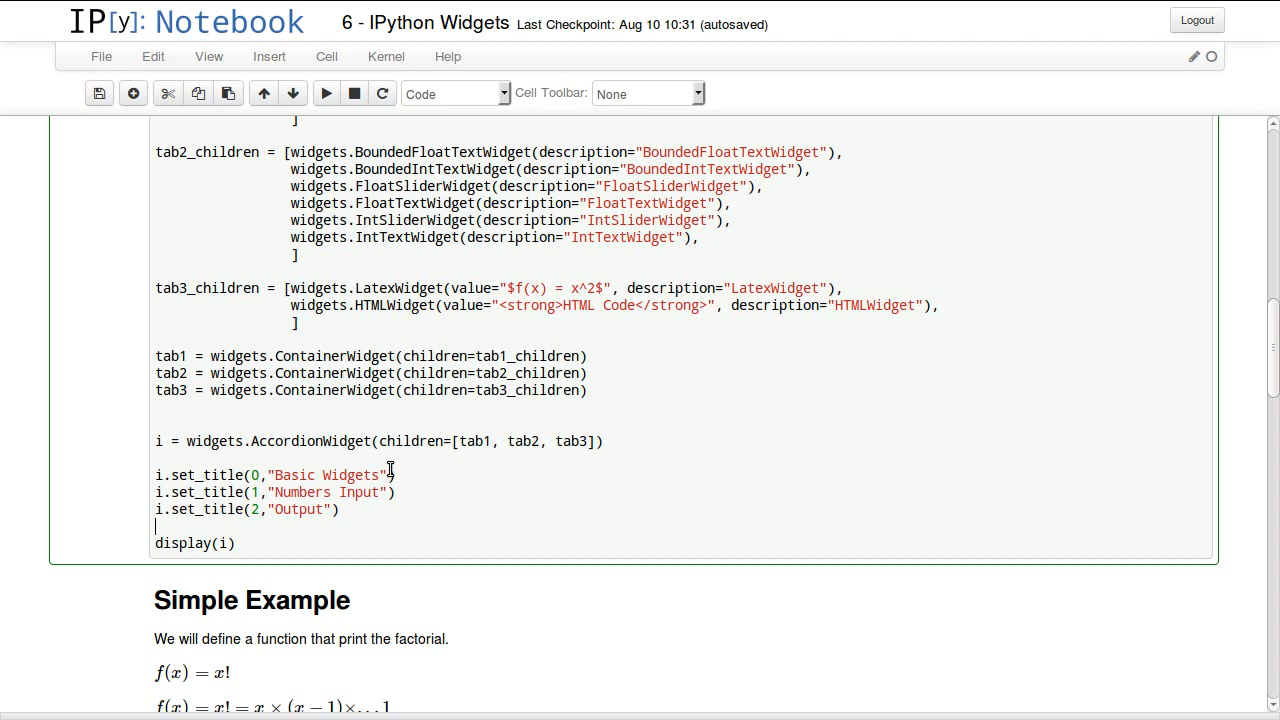 IP[y]: Notebook 6 - IPython Widgets Last Checkpoint: Aug 10 10:31 (autosaved) Logout
File Edit View Insert Cell Kernel Help
Code Cell Toolbar: None
]
tab2_children = [widgets.BoundedFloatTextWidget(description="BoundedFloatTextWidget"),
widgets.BoundedIntTextWidget(description="BoundedIntTextWidget"),
widgets.FloatSliderWidget(description="FloatSliderWidget"),
widgets.FloatTextWidget(description="FloatTextWidget"),
widgets.IntSliderWidget(description="IntSliderWidget"),
widgets.IntTextWidget(description="IntTextWidget"),
]
tab3_children = [widgets.LatexWidget(value="$f(x) = x^2$", description="LatexWidget"),
widgets.HTMLWidget(value="<strong>HTML Code</strong>", description="HTMLWidget"),
]
tab1 = widgets.ContainerWidget(children=tab1_children)
tab2 = widgets.ContainerWidget(children=tab2_children)
tab3 = widgets.ContainerWidget(children=tab3_children)
i = widgets.AccordionWidget(children=[tab1, tab2, tab3])
i.set_title(0,"Basic Widgets")
i.set_title(1,"Numbers Input")
i.set_title(2,"Output")
display(i)
Simple Example
We will define a function that print the factorial.
f(x) = x!
f(x) = x! = x × (x − 1)×. . . 1